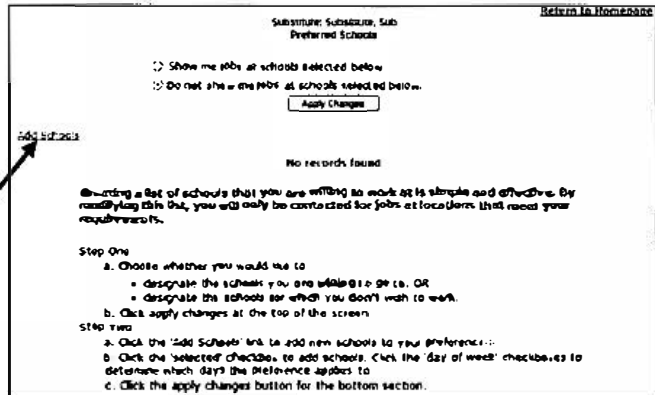 Return to Homepage
Substitute: Substitute, Sub
Preferred Schools
Show me jobs at schools selected below
Do not show me jobs at schools selected below.
Apply Changes
Add Schools
No records found
Creating a list of schools that you are willing to work at is simple and effective. By
modifying this list, you will only be contacted for jobs at locations that meet your
requirements.
Step One
a. Choose whether you would like to
• designate the schools you are willing to go to, OR
• designate the schools for which you don't wish to work.
b. Click apply changes at the top of the screen
Step Two
a. Click the 'Add Schools' link to add new schools to your preferences.
b. Click the 'selected' checkbox to add schools. Click the 'day of week' checkboxes to
determine which days the preference applies to
c. Click the apply changes button for the bottom section.